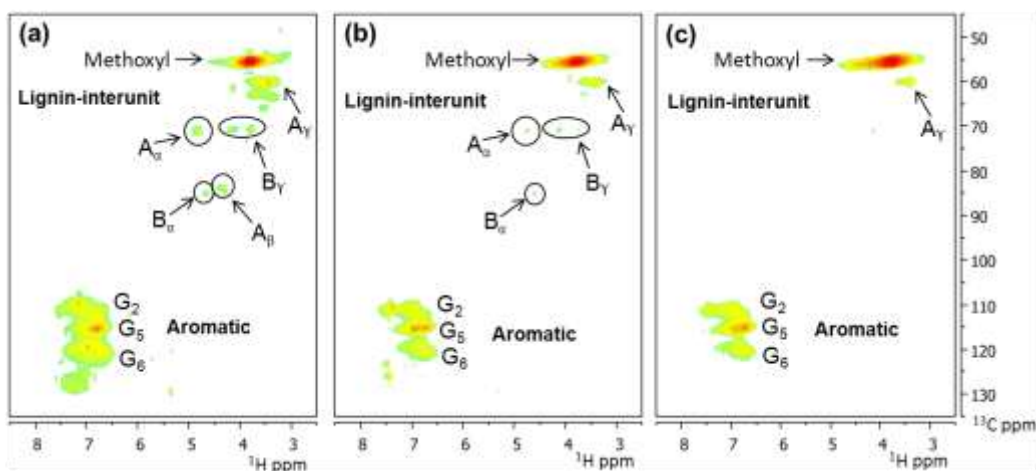 (a)
Methoxyl
Lignin-interunit
Aγ
Aα
Bγ
Bα
Aβ
G2
G5
Aromatic
G6
8 7 6 5 4 3
1H ppm
(b)
Methoxyl
Lignin-interunit
Aγ
Aα
Bγ
Bα
G2
G5
Aromatic
G6
8 7 6 5 4 3
1H ppm
(c)
Methoxyl
Lignin-interunit
Aγ
G2
G5
Aromatic
G6
8 7 6 5 4 3
1H ppm
50
60
70
80
90
100
110
120
130
13C ppm